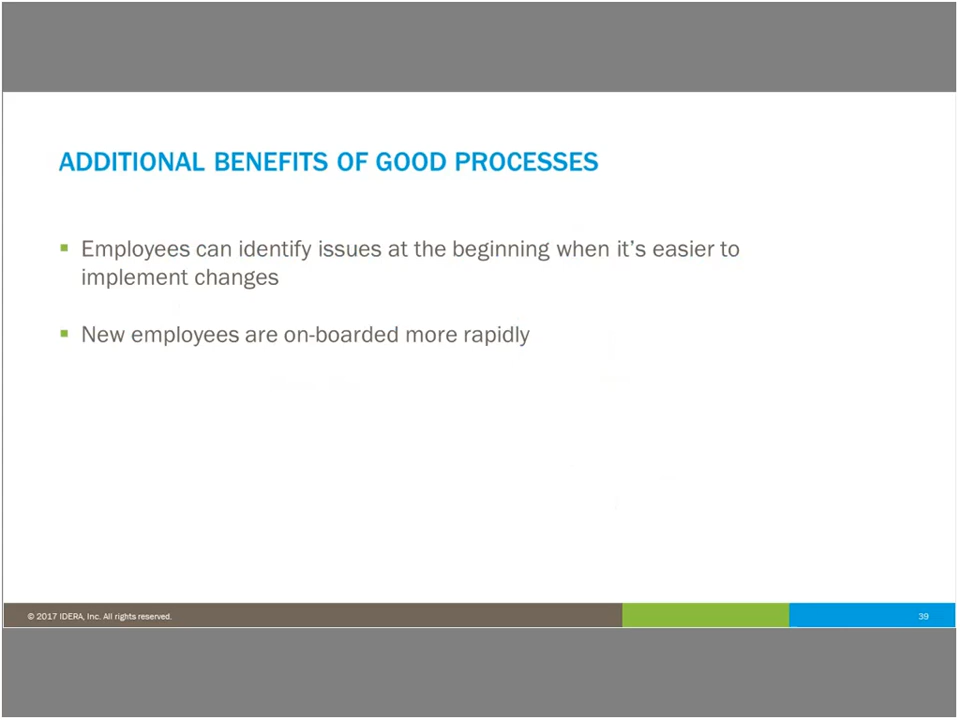 ADDITIONAL BENEFITS OF GOOD PROCESSES
▪ Employees can identify issues at the beginning when it’s easier to
implement changes
▪ New employees are on-boarded more rapidly
© 2017 IDERA, Inc. All rights reserved.
39